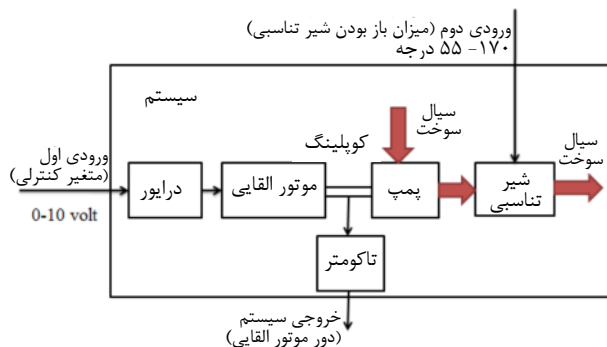 ورودی دوم (میزان باز بودن شیر تناسبی)
۵۵ -۱۷۰ درجه
سیستم
سیال
سوخت
کوپلینگ
سیال
سوخت
ورودی اول
(متغیر کنترلی)
0-10 volt
درایور
موتور القایی
پمپ
شیر
تناسبی
تاکومتر
خروجی سیستم
(دور موتور القایی)